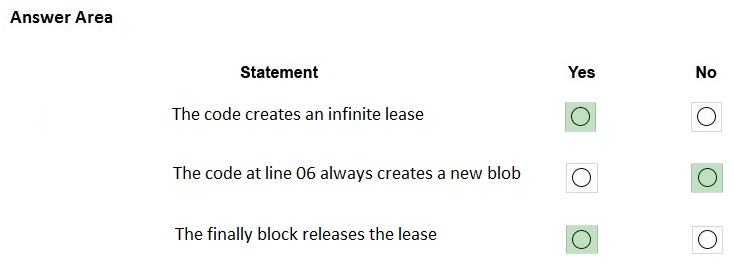 Answer Area
Statement Yes No
The code creates an infinite lease
The code at line 06 always creates a new blob
The finally block releases the lease